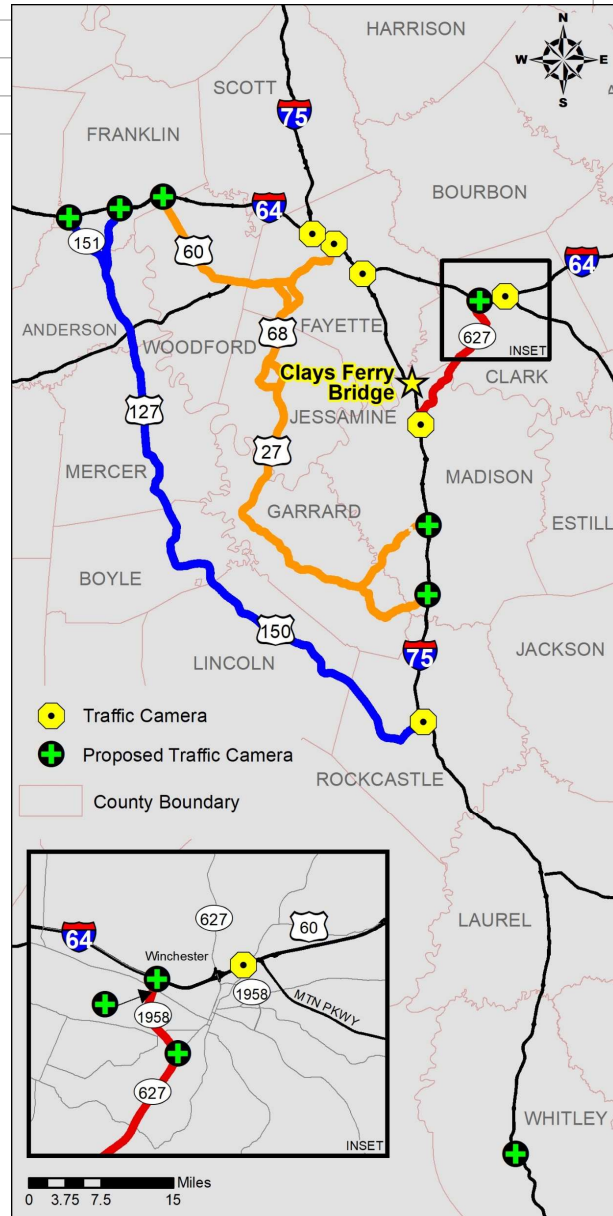 HARRISON
N
W
E
S
SCOTT
75
FRANKLIN
BOURBON
64
151
60
64
627
INSET
ANDERSON
WOODFORD
68
FAYETTE
CLARK
Clays Ferry
Bridge
127
JESSAMINE
27
MERCER
MADISON
GARRARD
ESTILL
BOYLE
150
LINCOLN
75
JACKSON
Traffic Camera
Proposed Traffic Camera
ROCKCASTLE
County Boundary
LAUREL
627
60
64
Winchester
1958
MTN PKWY
1958
627
INSET
WHITLEY
Miles
0 3.75 7.5 15